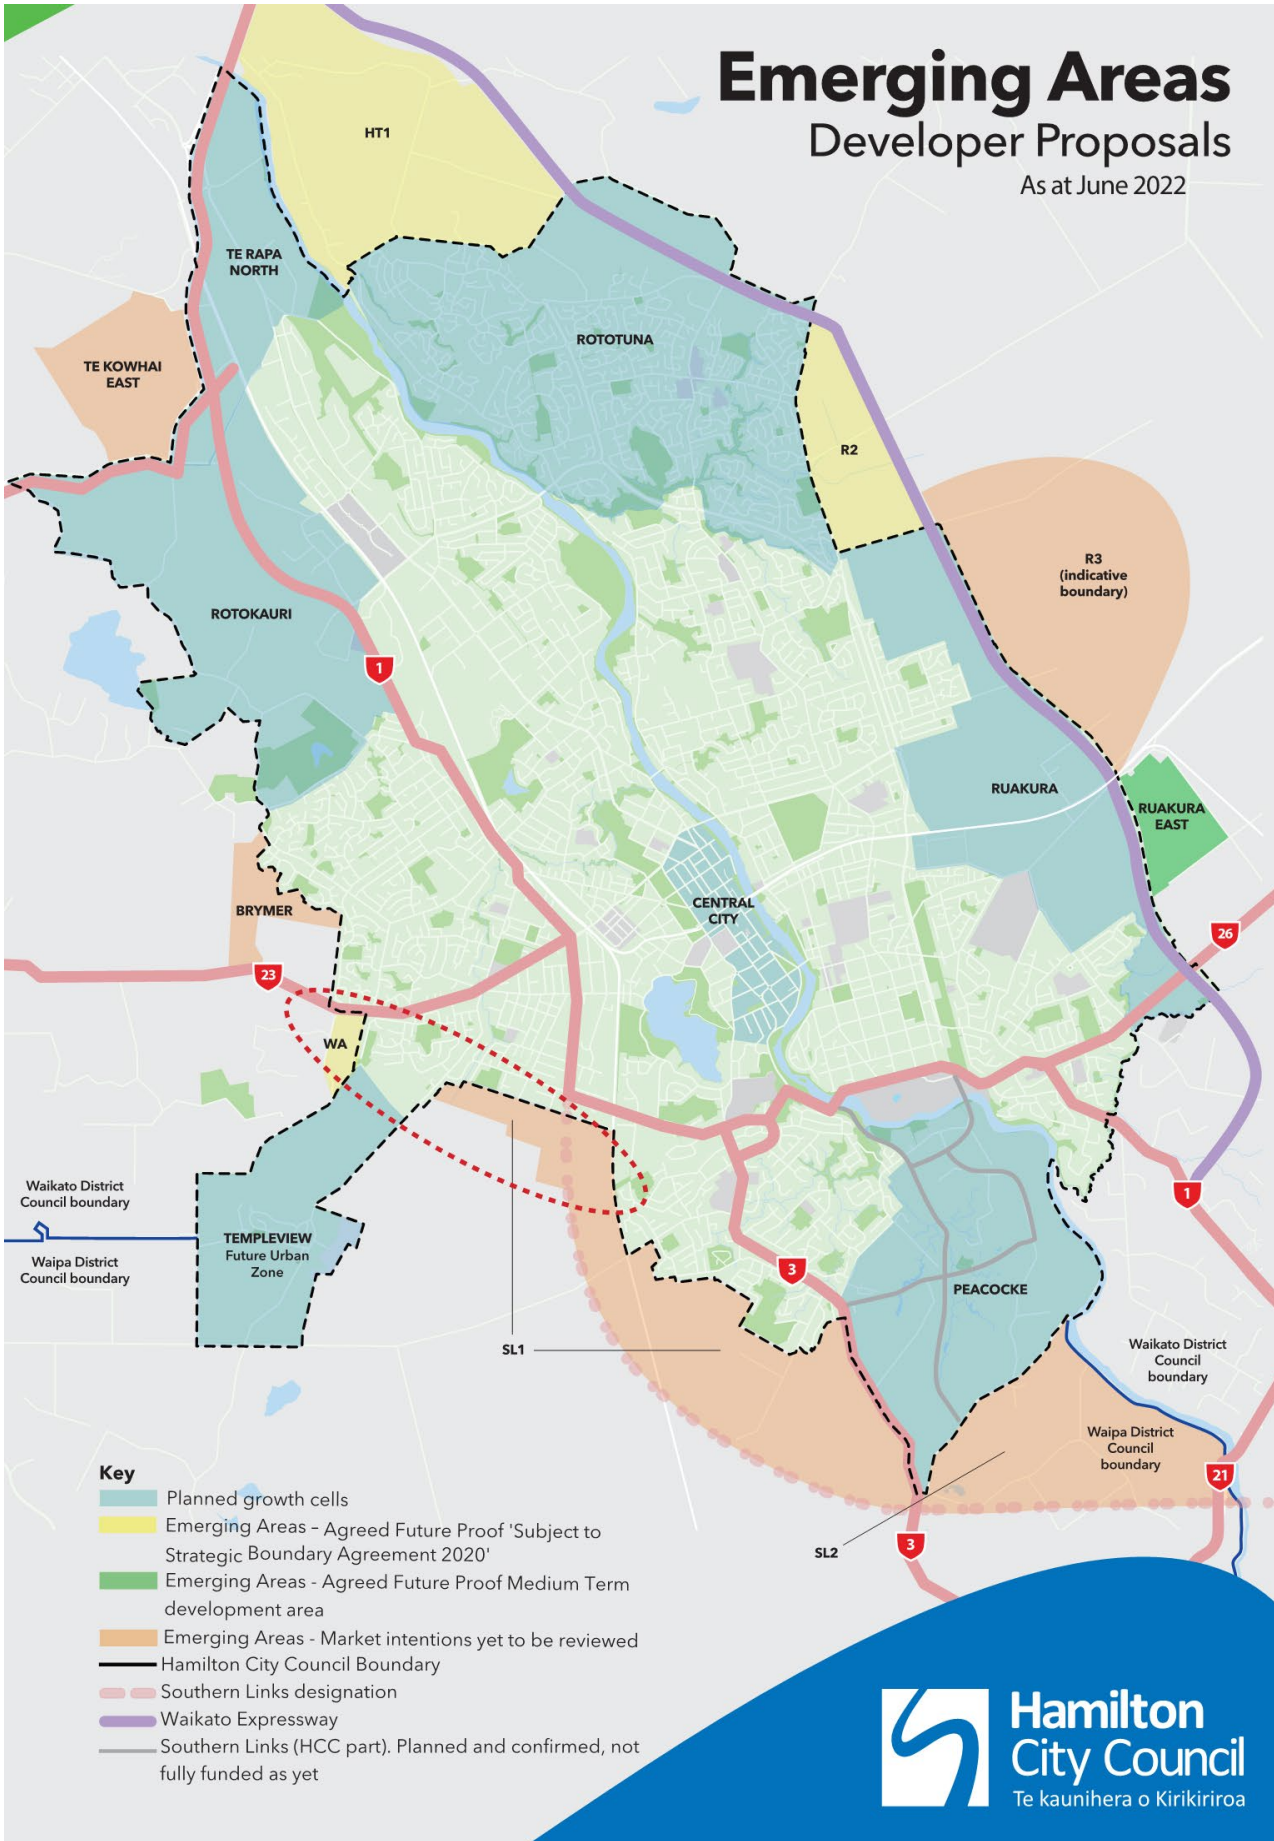 Emerging Areas
Developer Proposals
As at June 2022
HT1
TE RAPA
NORTH
ROTOTUNA
TE KOWHAI
EAST
R2
R3
(indicative
boundary)
ROTOKAURI
1
RUAKURA
RUAKURA
EAST
CENTRAL
CITY
BRYMER
26
23
WA
Waikato District
Council boundary
Waipa District
Council boundary
TEMPLEVIEW
Future Urban
Zone
1
3
PEACOCKE
SL1
Waikato District
Council
boundary
Waipa District
Council
boundary
21
SL2
3
Key
Planned growth cells
Emerging Areas – Agreed Future Proof 'Subject to
Strategic Boundary Agreement 2020'
Emerging Areas - Agreed Future Proof Medium Term
development area
Emerging Areas - Market intentions yet to be reviewed
Hamilton City Council Boundary
Southern Links designation
Waikato Expressway
Southern Links (HCC part). Planned and confirmed, not
fully funded as yet
Hamilton
City Council
Te kaunihera o Kirikiriroa